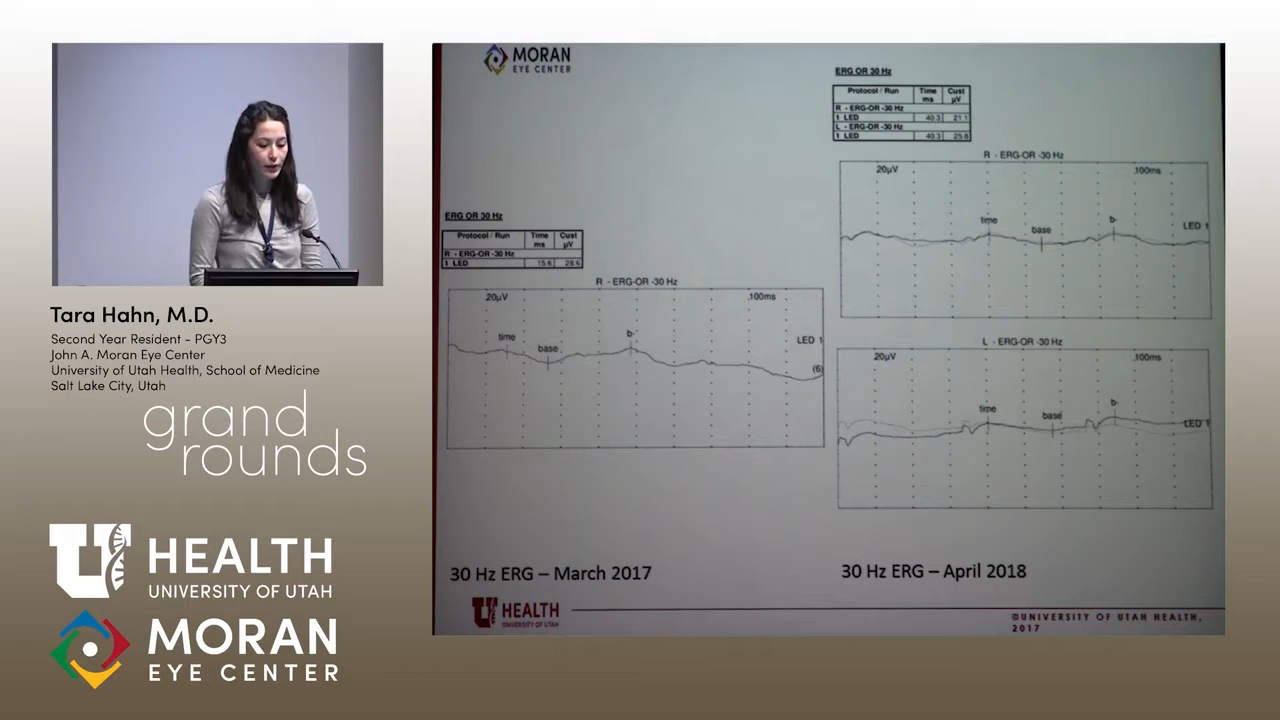 Tara Hahn, M.D.
Second Year Resident - PGY3
John A. Moran Eye Center
University of Utah Health, School of Medicine
Salt Lake City, Utah
grand
rounds
U HEALTH
UNIVERSITY OF UTAH
MORAN
EYE CENTER
MORAN
EYE CENTER
ERG OR 30 Hz
Protocol / Run Time ms Cust µV
R - ERG-OR -30 Hz
1 LED 15.6 28.6
R - ERG-OR -30 Hz
20µV 100ms
time base b- LED 1
(6)
30 Hz ERG – March 2017
ERG OR 30 Hz
Protocol / Run Time ms Cust µV
R - ERG-OR -30 Hz
1 LED 40.3 21.1
L - ERG-OR -30 Hz
1 LED 40.3 25.8
R - ERG-OR -30 Hz
20µV 100ms
time base b- LED 1
L - ERG-OR -30 Hz
20µV 100ms
time base b- LED 1
30 Hz ERG – April 2018
U HEALTH
UNIVERSITY OF UTAH
©UNIVERSITY OF UTAH HEALTH,
2017